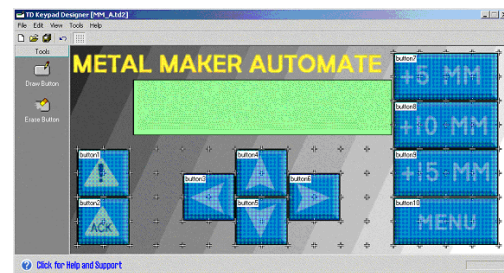 TD Keypad Designer [MM_A.td2]
File Edit View Tools Help
Tools
Draw Button
Erase Button
METAL MAKER AUTOMATE
button7
+5 MM
button8
+10 MM
button1
button4
button9
+15 MM
button3
button6
button2
ACK
button5
button10
MENU
Click for Help and Support